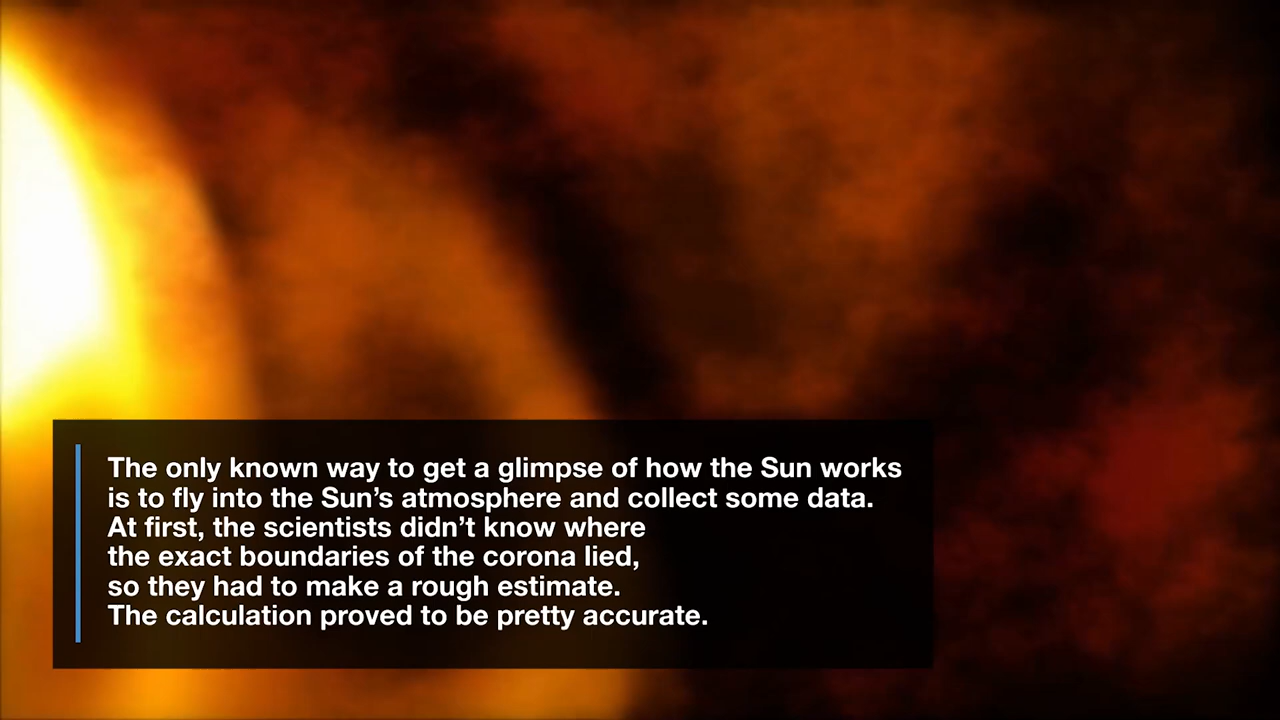 The only known way to get a glimpse of how the Sun works
is to fly into the Sun’s atmosphere and collect some data.
At first, the scientists didn’t know where
the exact boundaries of the corona lied,
so they had to make a rough estimate.
The calculation proved to be pretty accurate.